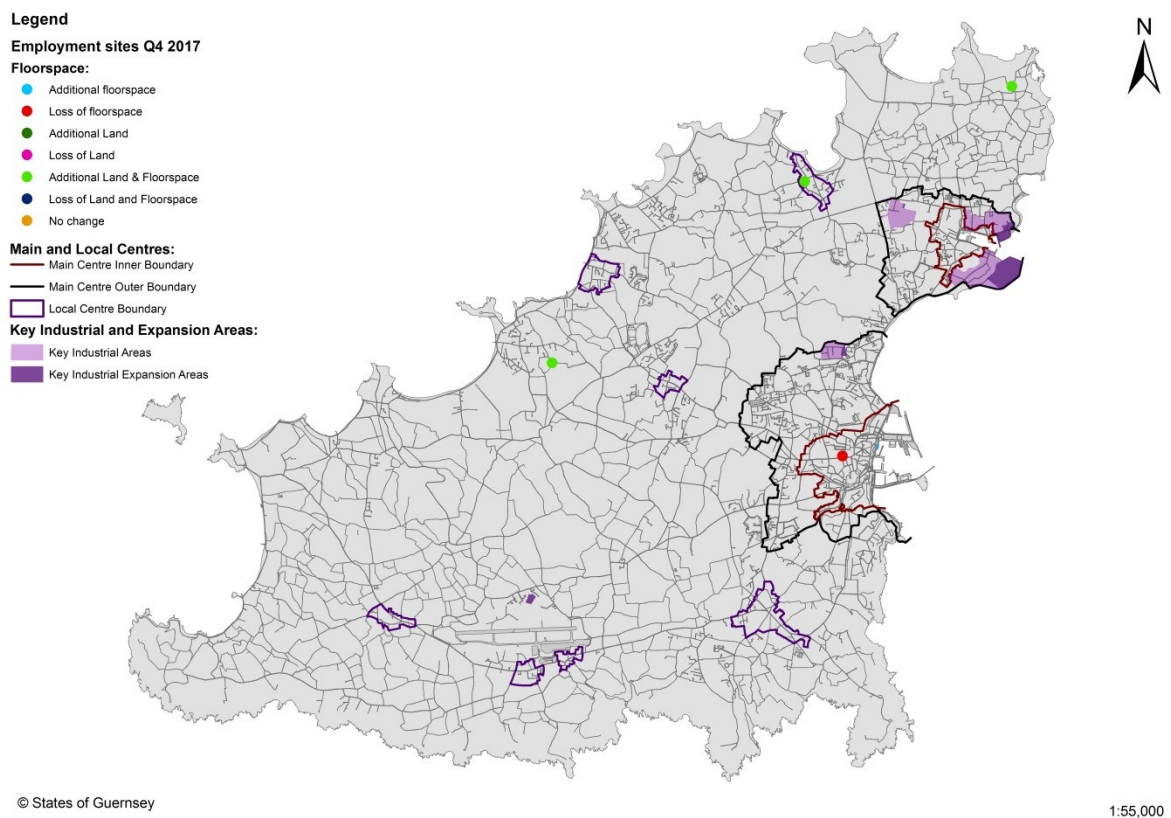 Legend
Employment sites Q4 2017
Floorspace:
Additional floorspace
Loss of floorspace
Additional Land
Loss of Land
Additional Land & Floorspace
Loss of Land and Floorspace
No change
Main and Local Centres:
Main Centre Inner Boundary
Main Centre Outer Boundary
Local Centre Boundary
Key Industrial and Expansion Areas:
Key Industrial Areas
Key Industrial Expansion Areas
N
© States of Guernsey
1:55,000